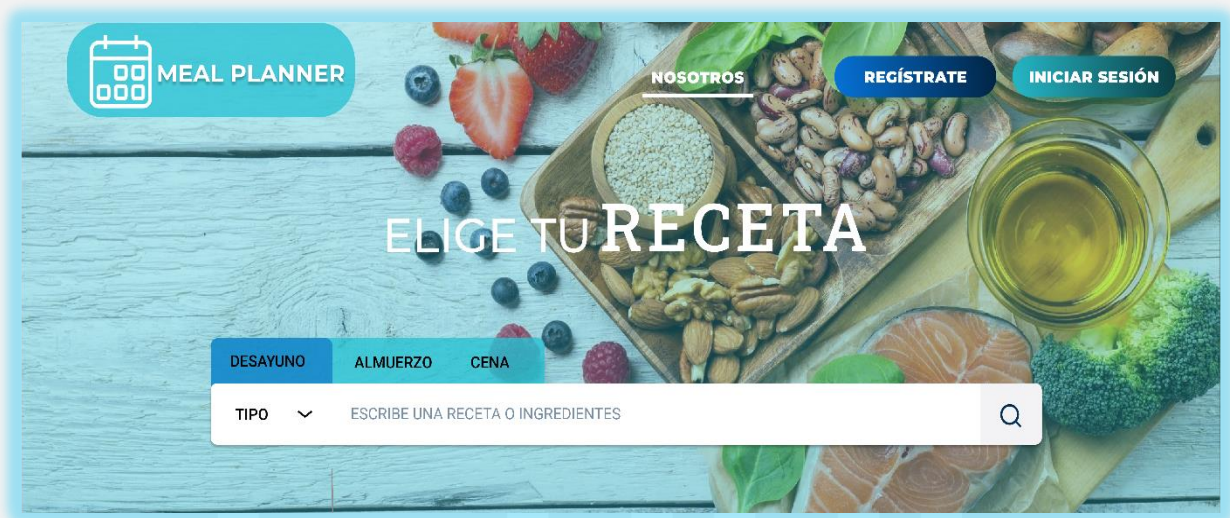 MEAL PLANNER
NOSOTROS
REGÍSTRATE
INICIAR SESIÓN
ELIGE TU RECETA
DESAYUNO
ALMUERZO
CENA
TIPO
ESCRIBE UNA RECETA O INGREDIENTES